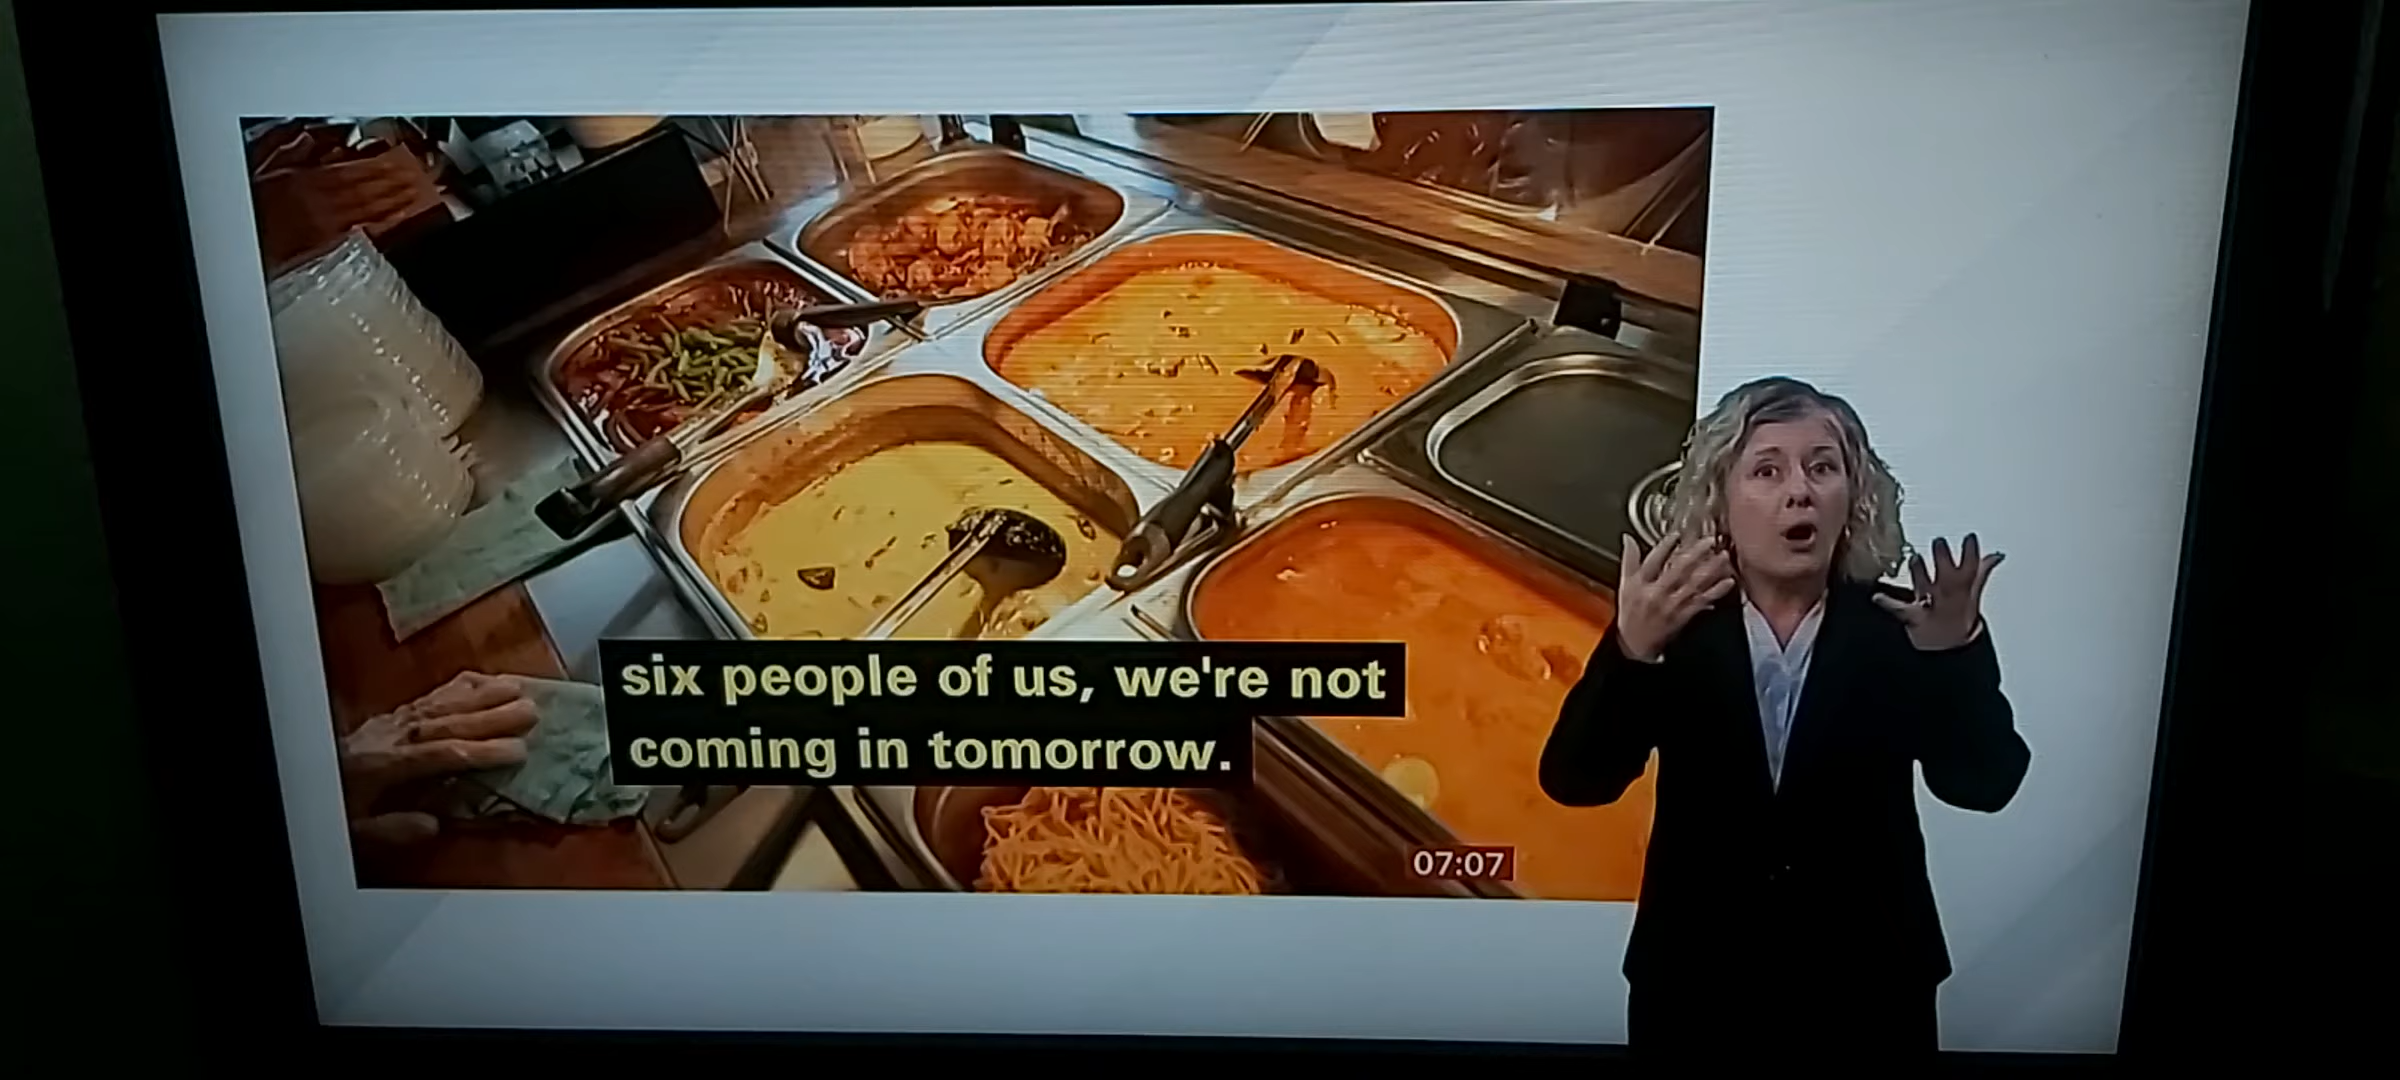 six people of us, we're not
coming in tomorrow.
07:07